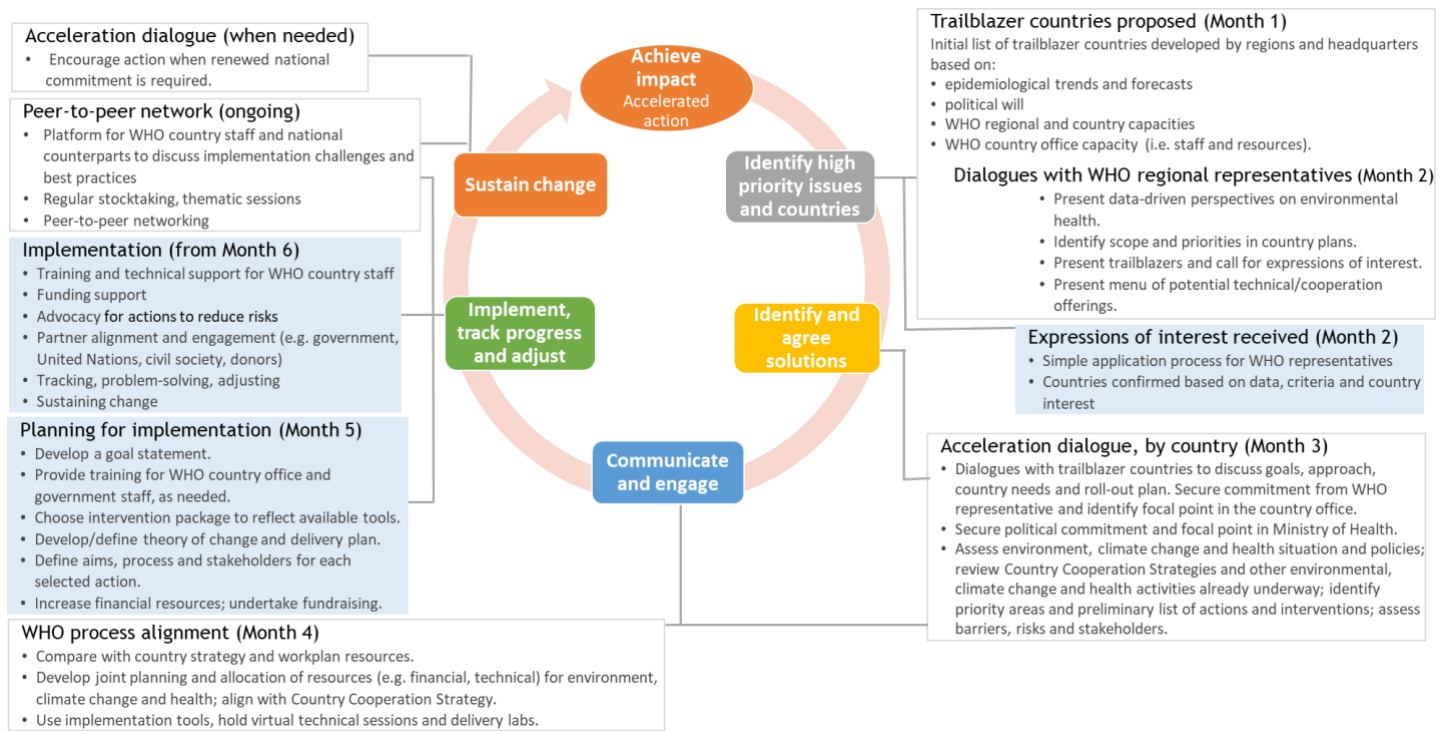 Acceleration dialogue (when needed)
• Encourage action when renewed national
commitment is required.
Peer-to-peer network (ongoing)
• Platform for WHO country staff and national
counterparts to discuss implementation challenges and
best practices
• Regular stocktaking, thematic sessions
• Peer-to-peer networking
Implementation (from Month 6)
• Training and technical support for WHO country staff
• Funding support
• Advocacy for actions to reduce risks
• Partner alignment and engagement (e.g. government,
United Nations, civil society, donors)
• Tracking, problem-solving, adjusting
• Sustaining change
Planning for implementation (Month 5)
• Develop a goal statement.
• Provide training for WHO country office and
government staff, as needed.
• Choose intervention package to reflect available tools.
• Develop/define theory of change and delivery plan.
• Define aims, process and stakeholders for each
selected action.
• Increase financial resources; undertake fundraising.
WHO process alignment (Month 4)
• Compare with country strategy and workplan resources.
• Develop joint planning and allocation of resources (e.g. financial, technical) for environment,
climate change and health; align with Country Cooperation Strategy.
• Use implementation tools, hold virtual technical sessions and delivery labs.
Achieve
impact
Accelerated
action
Sustain change
Identify high
priority issues
and countries
Implement,
track progress
and adjust
Identify and
agree
solutions
Communicate
and engage
Trailblazer countries proposed (Month 1)
Initial list of trailblazer countries developed by regions and headquarters
based on:
• epidemiological trends and forecasts
• political will
• WHO regional and country capacities
• WHO country office capacity (i.e. staff and resources).
Dialogues with WHO regional representatives (Month 2)
• Present data-driven perspectives on environmental
health.
• Identify scope and priorities in country plans.
• Present trailblazers and call for expressions of interest.
• Present menu of potential technical/cooperation
offerings.
Expressions of interest received (Month 2)
• Simple application process for WHO representatives
• Countries confirmed based on data, criteria and country
interest
Acceleration dialogue, by country (Month 3)
• Dialogues with trailblazer countries to discuss goals, approach,
country needs and roll-out plan. Secure commitment from WHO
representative and identify focal point in the country office.
• Secure political commitment and focal point in Ministry of Health.
• Assess environment, climate change and health situation and policies;
review Country Cooperation Strategies and other environmental,
climate change and health activities already underway; identify
priority areas and preliminary list of actions and interventions; assess
barriers, risks and stakeholders.